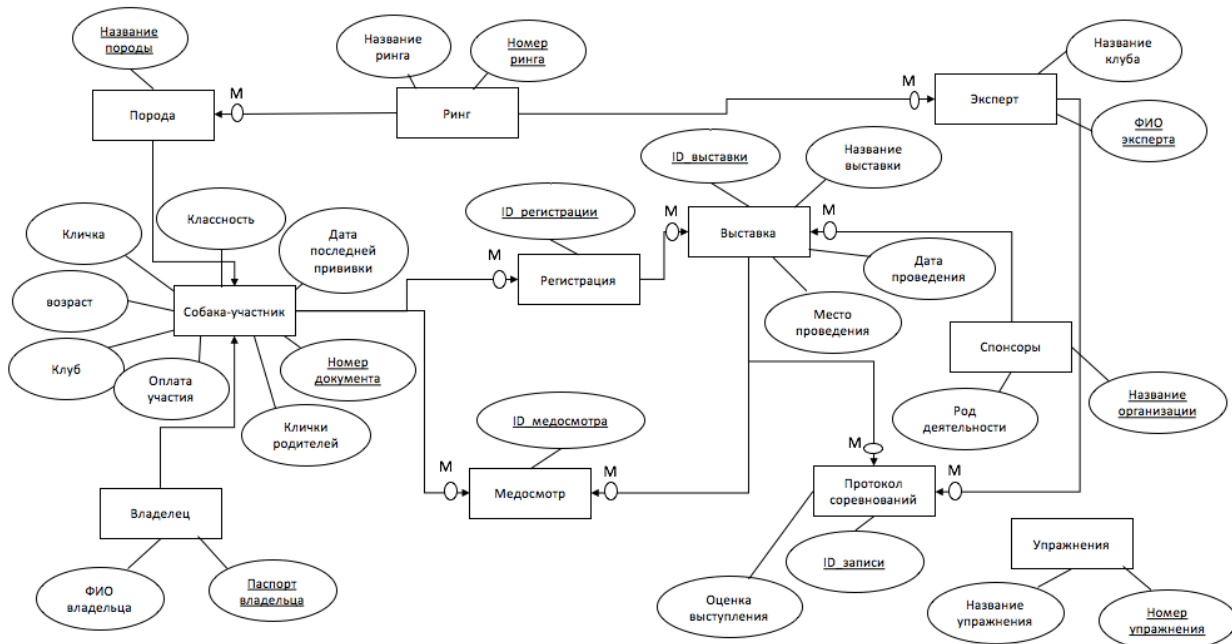 Название
породы
Название
ринга
Номер
ринга
Название
клуба
М
М
Порода
Ринг
Эксперт
ФИО
эксперта
ID_выставки
Название
выставки
Классность
ID_регистрации
Дата
последней
прививки
Кличка
М
М
М
Выставка
Дата
проведения
Регистрация
возраст
Собака-участник
Место
проведения
Клуб
Оплата
участия
Номер
документа
Спонсоры
Клички
родителей
Название
организации
ID_медосмотра
Род
деятельности
М
М
М
М
Медосмотр
Протокол
соревнований
Владелец
Упражнения
ID_записи
ФИО
владельца
Паспорт
владельца
Оценка
выступления
Название
упражнения
Номер
упражнения